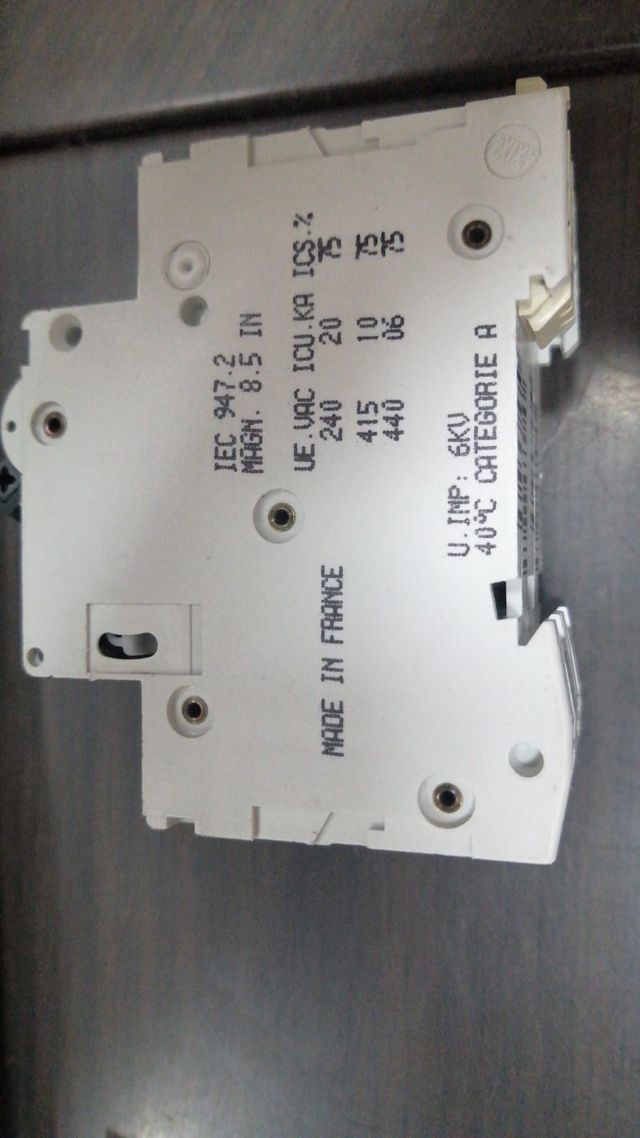 IEC 947.2
MAGN. 8.5 IN
UE.VAC ICU.KA ICS.%
240 20 75
415 10 75
440 06 75
MADE IN FRANCE
U.IMP: 6KV
40°C CATEGORIE A